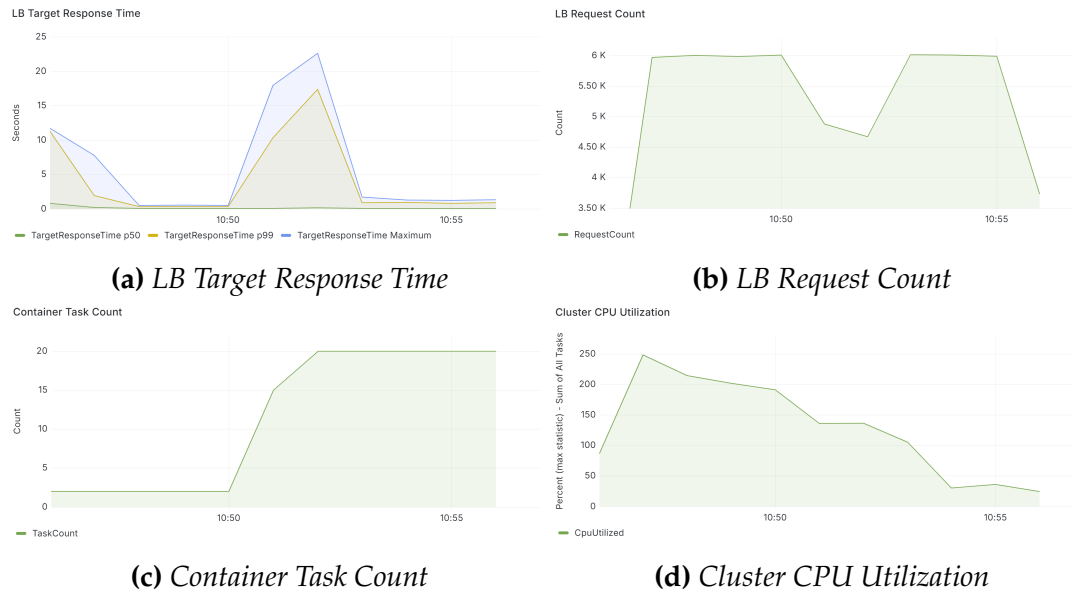 LB Target Response Time
25
20
15
10
5
0
Seconds
10:50 10:55
TargetResponseTime p50 TargetResponseTime p99 TargetResponseTime Maximum
(a) LB Target Response Time
LB Request Count
6 K
5.50 K
5 K
4.50 K
4 K
3.50 K
Count
10:50 10:55
RequestCount
(b) LB Request Count
Container Task Count
20
15
10
5
0
Count
10:50 10:55
TaskCount
(c) Container Task Count
Cluster CPU Utilization
250
200
150
100
50
0
Percent (max statistic) - Sum of All Tasks
10:50 10:55
CpuUtilized
(d) Cluster CPU Utilization